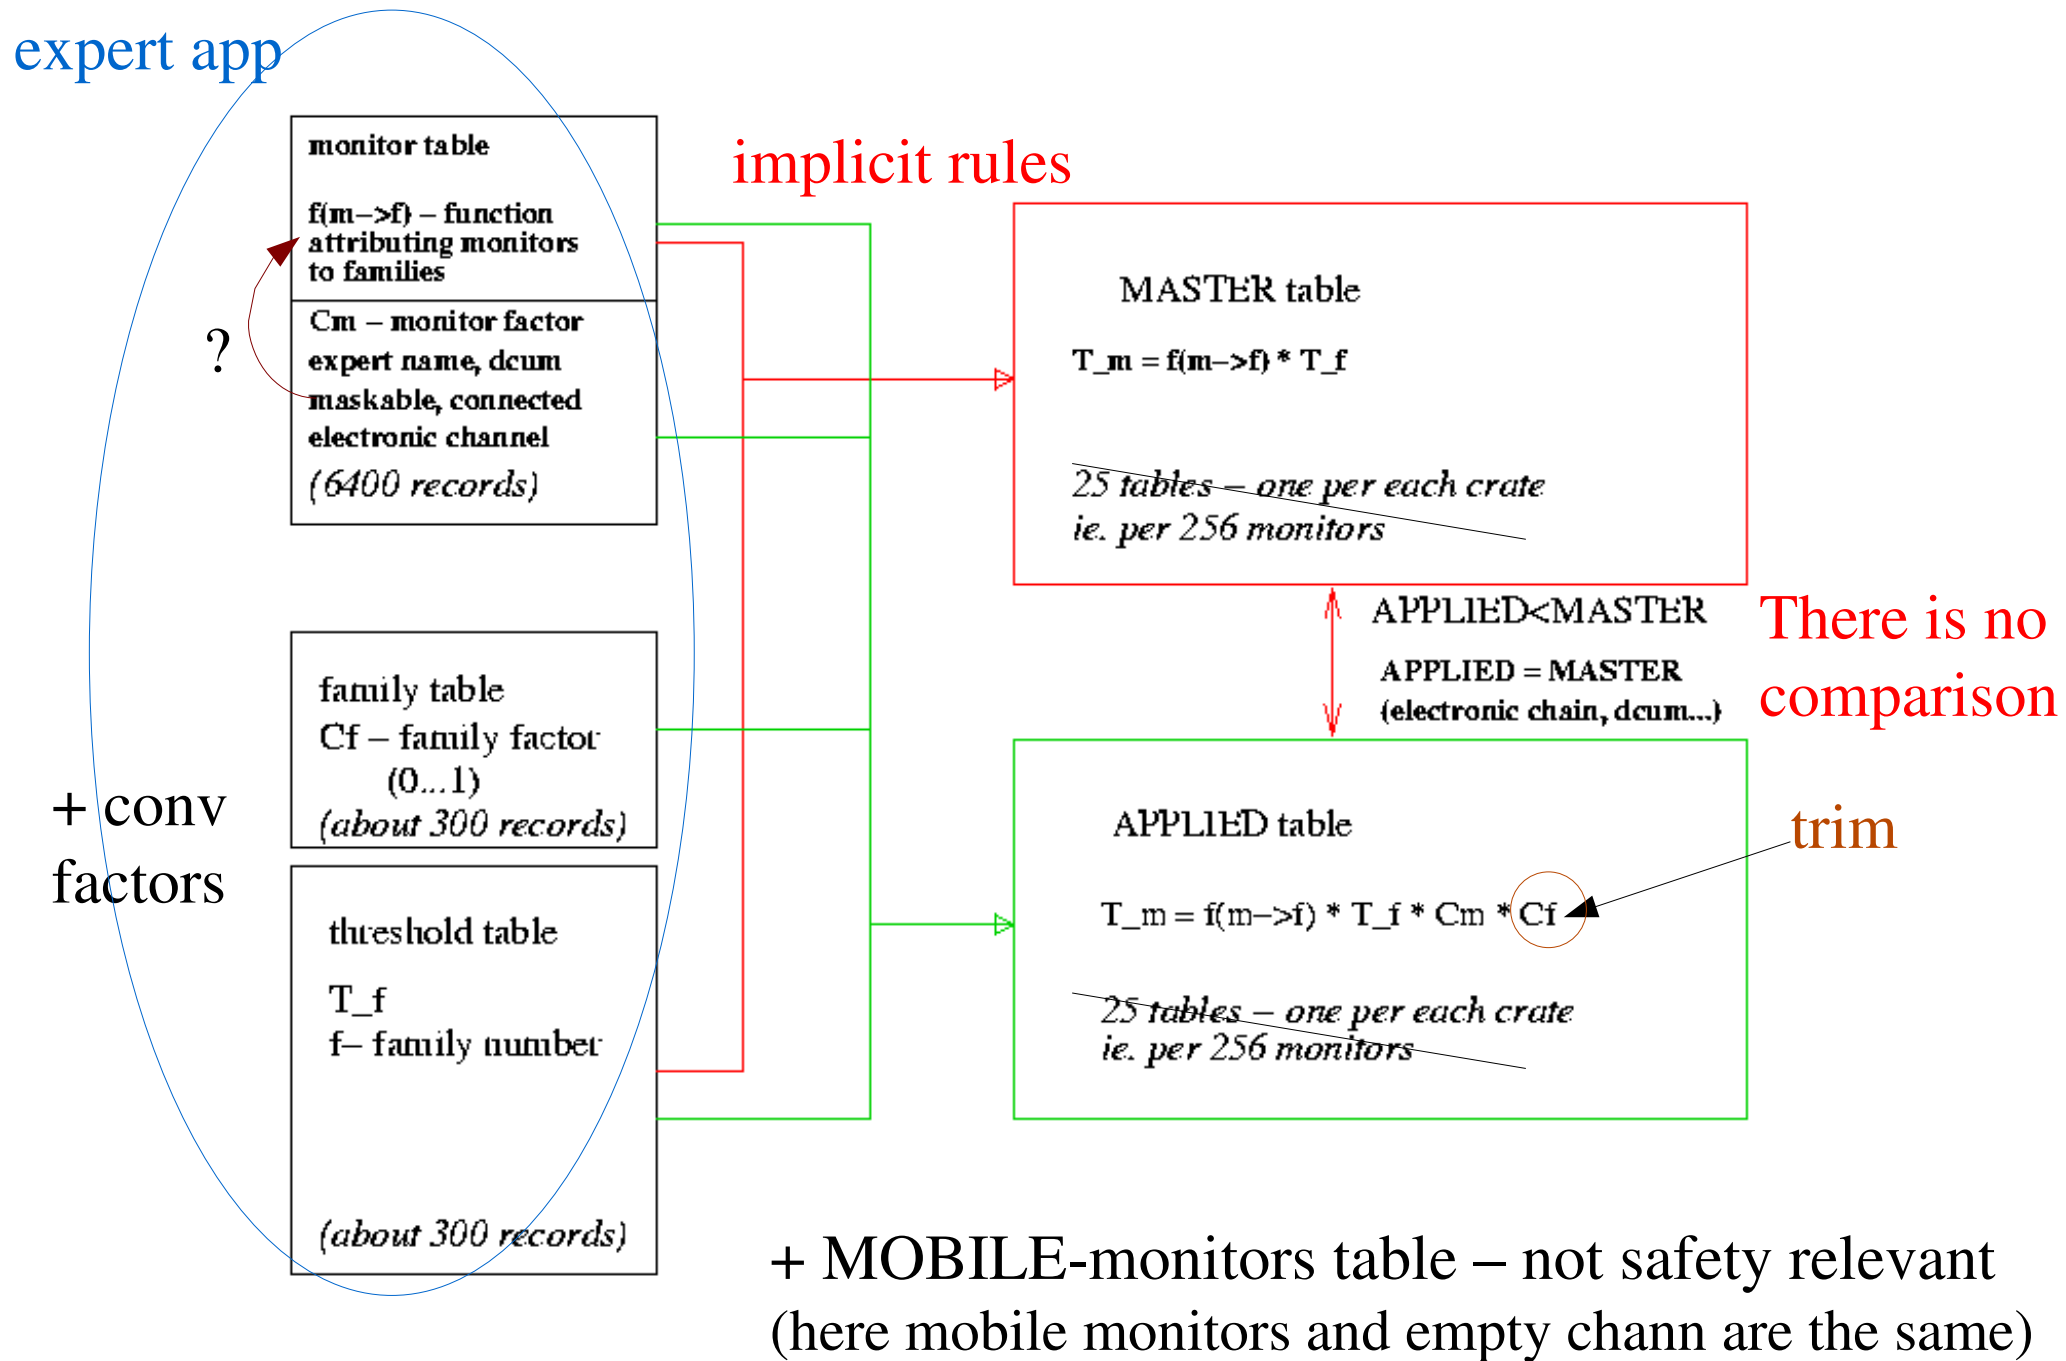 expert app
monitor table
f(m–>f) – function
attributing monitors
to families
?
Cm – monitor factor
expert name, dcum
maskable, connected
electronic channel
(6400 records)
family table
Cf – family factor
(0...1)
(about 300 records)
+ conv
factors
threshold table
T_f
f– family number
(about 300 records)
implicit rules
MASTER table
T_m = f(m–>f) * T_f
25 tables – one per each crate
ie. per 256 monitors
APPLIED<MASTER
APPLIED = MASTER
(electronic chain, dcum...)
There is no
comparison
APPLIED table
trim
T_m = f(m–>f) * T_f * Cm * Cf
25 tables – one per each crate
ie. per 256 monitors
+ MOBILE-monitors table – not safety relevant
(here mobile monitors and empty chann are the same)